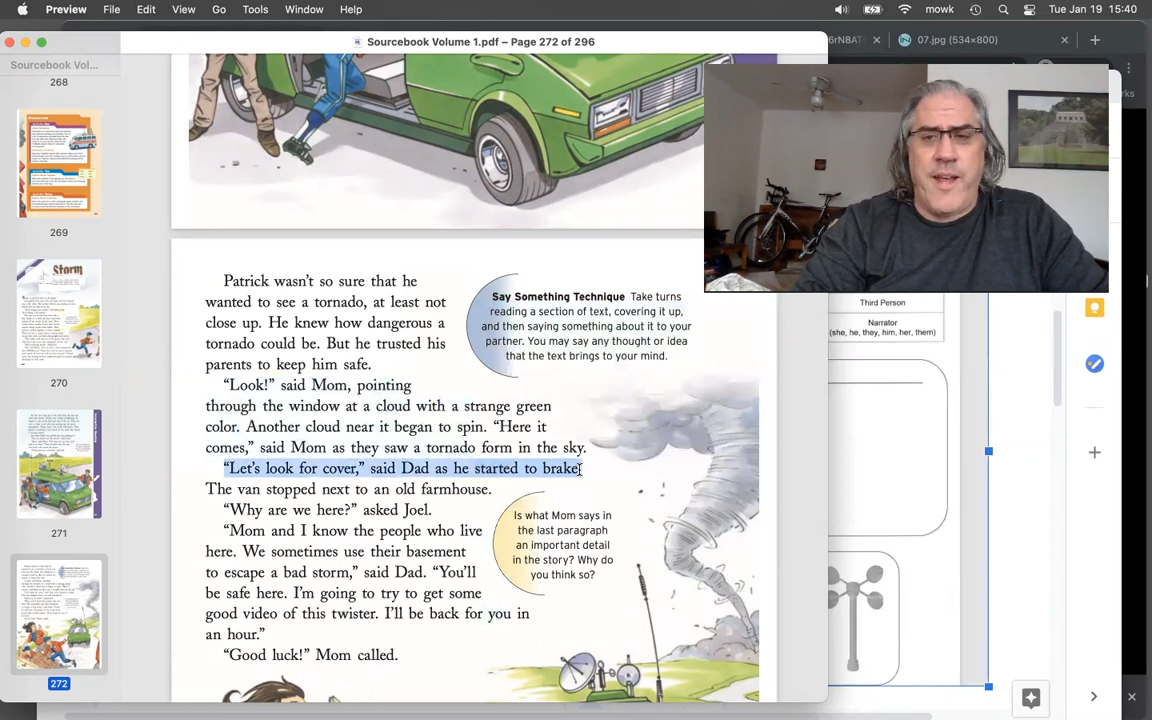 Preview File Edit View Go Tools Window Help
mowk Tue Jan 19 15:40
Sourcebook Volume 1.pdf – Page 272 of 296
07.jpg (534×800)
Sourcebook Vol...
268
269
Storm
270
271
272
Patrick wasn't so sure that he
wanted to see a tornado, at least not
close up. He knew how dangerous a
tornado could be. But he trusted his
parents to keep him safe.
“Look!” said Mom, pointing
through the window at a cloud with a strange green
color. Another cloud near it began to spin. “Here it
comes,” said Mom as they saw a tornado form in the sky.
“Let's look for cover,” said Dad as he started to brake.
The van stopped next to an old farmhouse.
“Why are we here?” asked Joel.
“Mom and I know the people who live
here. We sometimes use their basement
to escape a bad storm,” said Dad. “You'll
be safe here. I'm going to try to get some
good video of this twister. I'll be back for you in
an hour.”
“Good luck!” Mom called.
Say Something Technique Take turns
reading a section of text, covering it up,
and then saying something about it to your
partner. You may say any thought or idea
that the text brings to your mind.
Is what Mom says in
the last paragraph
an important detail
in the story? Why do
you think so?
Third Person
Narrator
(she, he, they, him, her, them)